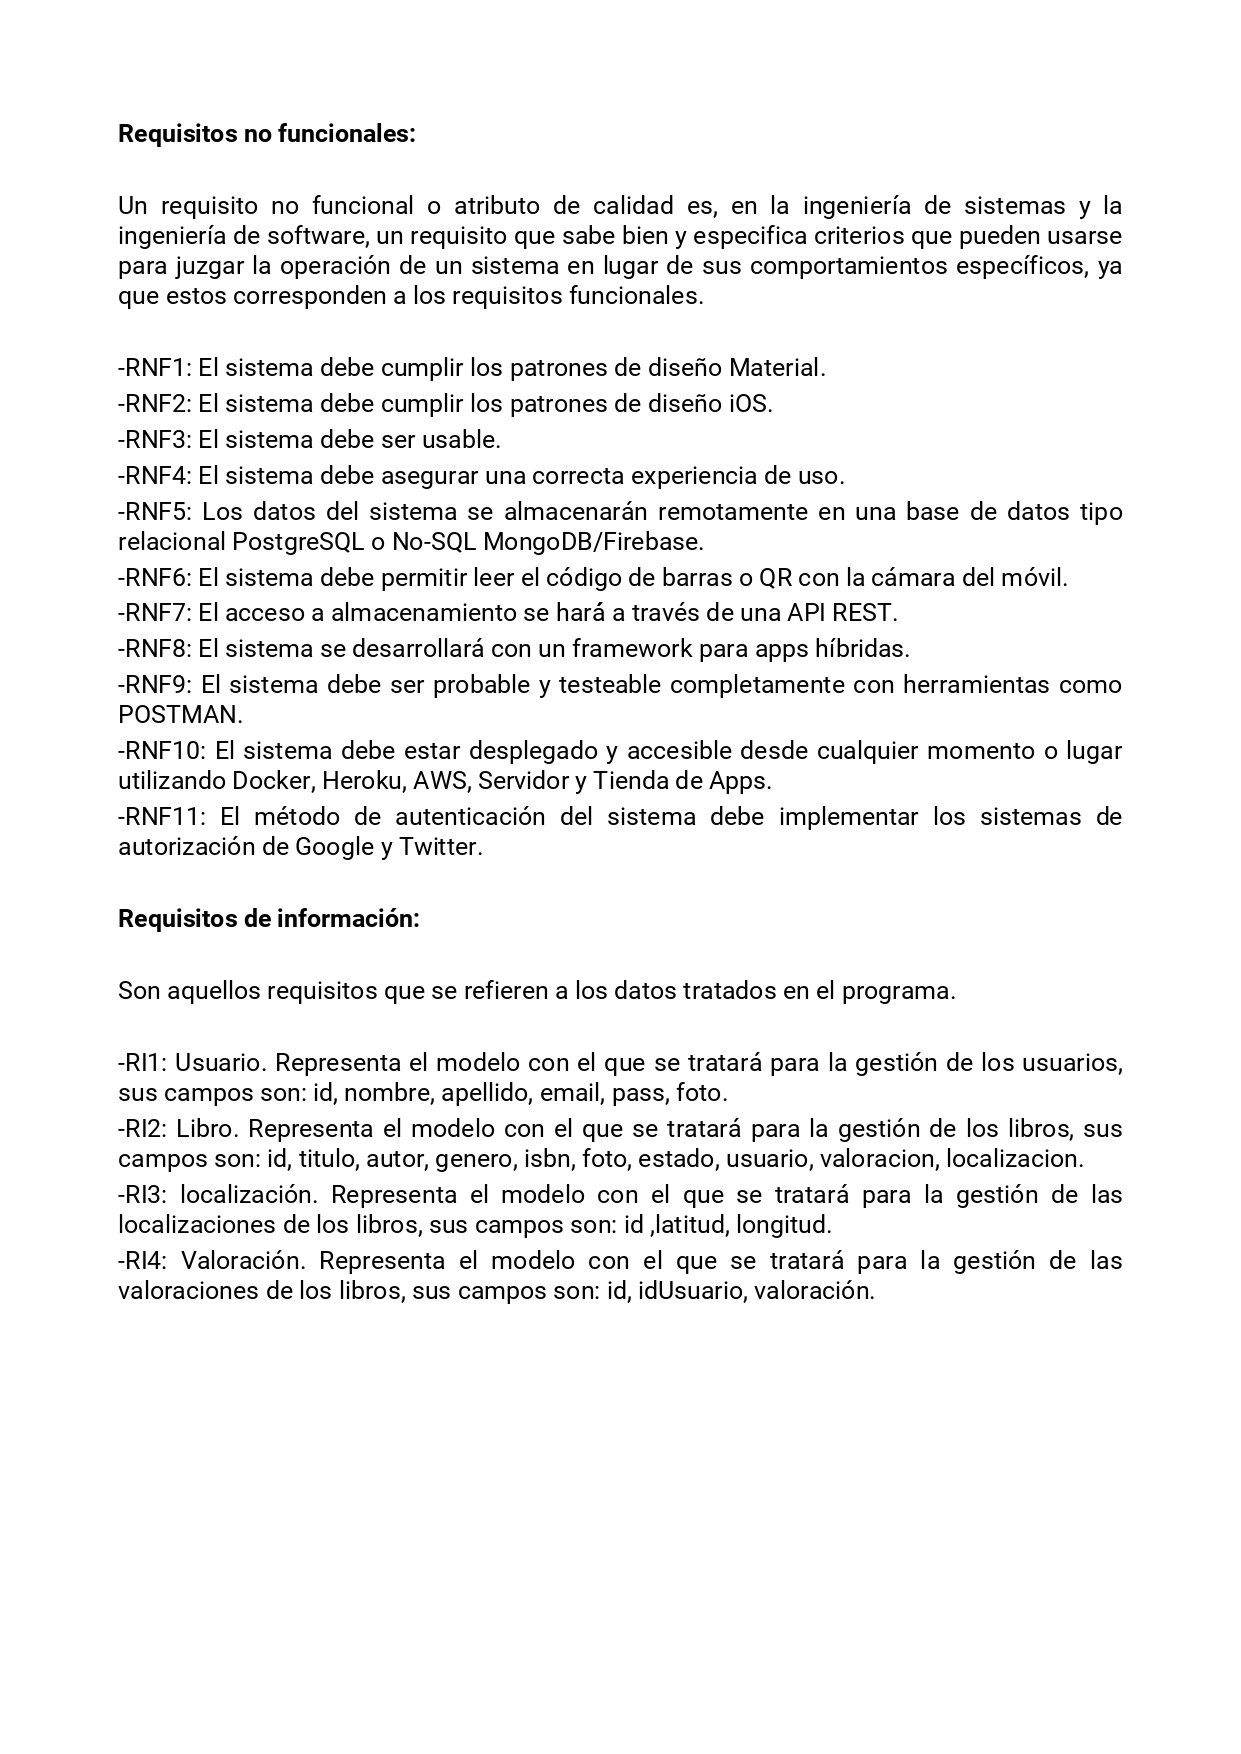 Requisitos no funcionales:
Un requisito no funcional o atributo de calidad es, en la ingeniería de sistemas y la
ingeniería de software, un requisito que sabe bien y especifica criterios que pueden usarse
para juzgar la operación de un sistema en lugar de sus comportamientos específicos, ya
que estos corresponden a los requisitos funcionales.
-RNF1: El sistema debe cumplir los patrones de diseño Material.
-RNF2: El sistema debe cumplir los patrones de diseño iOS.
-RNF3: El sistema debe ser usable.
-RNF4: El sistema debe asegurar una correcta experiencia de uso.
-RNF5: Los datos del sistema se almacenarán remotamente en una base de datos tipo
relacional PostgreSQL o No-SQL MongoDB/Firebase.
-RNF6: El sistema debe permitir leer el código de barras o QR con la cámara del móvil.
-RNF7: El acceso a almacenamiento se hará a través de una API REST.
-RNF8: El sistema se desarrollará con un framework para apps híbridas.
-RNF9: El sistema debe ser probable y testeable completamente con herramientas como
POSTMAN.
-RNF10: El sistema debe estar desplegado y accesible desde cualquier momento o lugar
utilizando Docker, Heroku, AWS, Servidor y Tienda de Apps.
-RNF11: El método de autenticación del sistema debe implementar los sistemas de
autorización de Google y Twitter.
Requisitos de información:
Son aquellos requisitos que se refieren a los datos tratados en el programa.
-RI1: Usuario. Representa el modelo con el que se tratará para la gestión de los usuarios,
sus campos son: id, nombre, apellido, email, pass, foto.
-RI2: Libro. Representa el modelo con el que se tratará para la gestión de los libros, sus
campos son: id, titulo, autor, genero, isbn, foto, estado, usuario, valoracion, localizacion.
-RI3: localización. Representa el modelo con el que se tratará para la gestión de las
localizaciones de los libros, sus campos son: id ,latitud, longitud.
-RI4: Valoración. Representa el modelo con el que se tratará para la gestión de las
valoraciones de los libros, sus campos son: id, idUsuario, valoración.